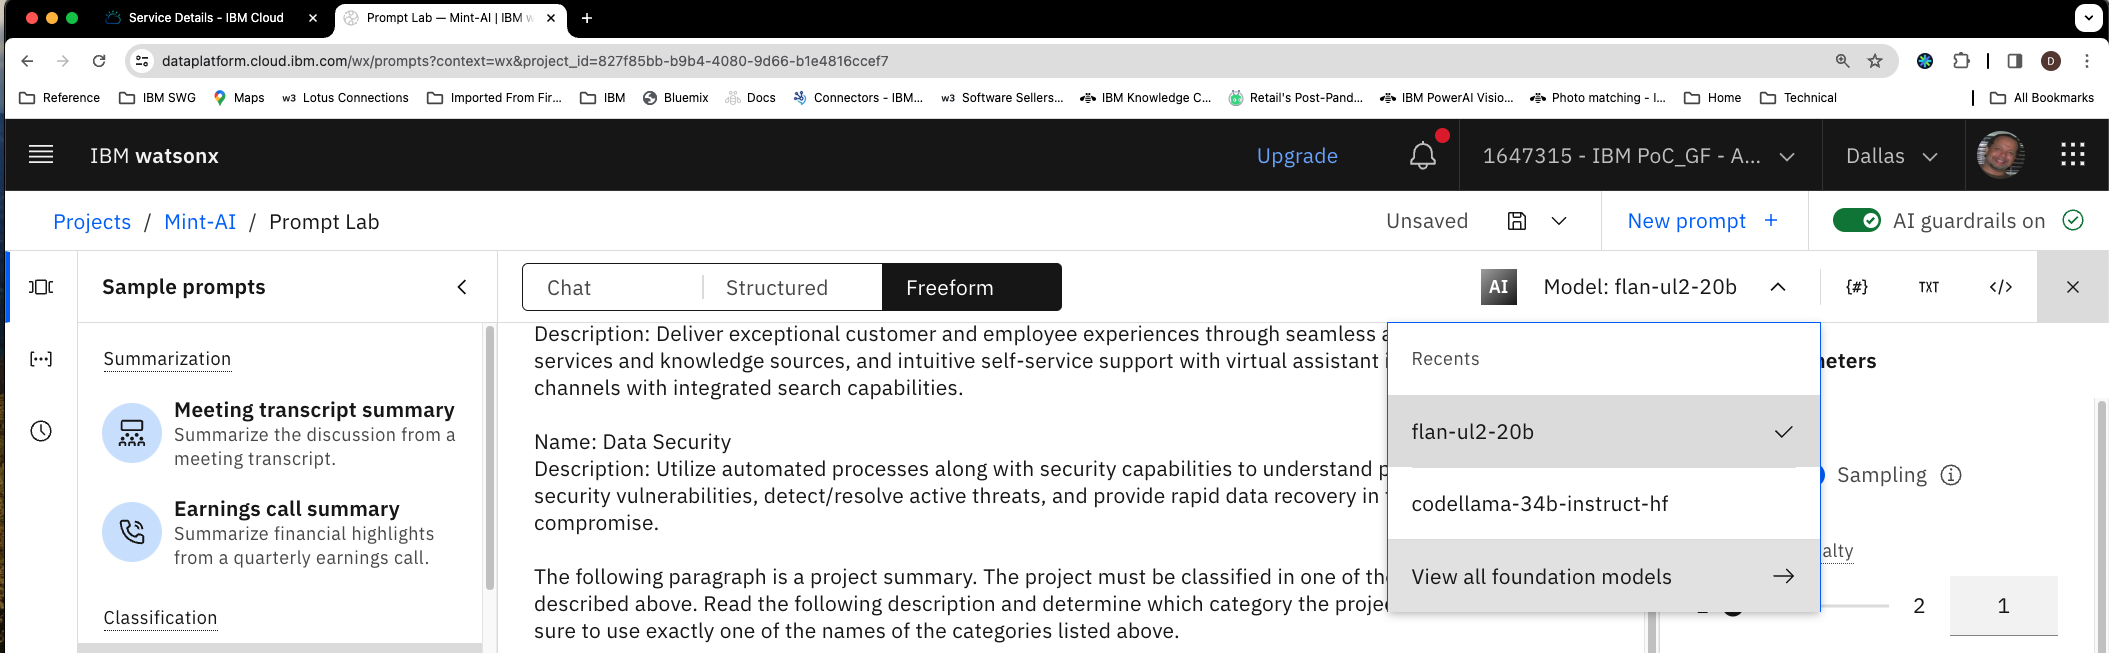 Service Details - IBM Cloud
Prompt Lab — Mint-AI | IBM w
dataplatform.cloud.ibm.com/wx/prompts?context=wx&project_id=827f85bb-b9b4-4080-9d66-b1e4816ccef7
D
Reference IBM SWG Maps w3 Lotus Connections Imported From Fir... IBM Bluemix Docs Connectors - IBM... w3 Software Sellers... IBM Knowledge C... Retail's Post-Pand... IBM PowerAI Visio... Photo matching - I... Home Technical All Bookmarks
IBM watsonx Upgrade 1647315 - IBM PoC_GF - A... Dallas
Projects / Mint-AI / Prompt Lab Unsaved New prompt + AI guardrails on
Sample prompts
Chat Structured Freeform
AI Model: flan-ul2-20b {#} TXT </>
Summarization
Meeting transcript summary
Summarize the discussion from a
meeting transcript.
Earnings call summary
Summarize financial highlights
from a quarterly earnings call.
Classification
Description: Deliver exceptional customer and employee experiences through seamless
services and knowledge sources, and intuitive self-service support with virtual assistant
channels with integrated search capabilities.
Name: Data Security
Description: Utilize automated processes along with security capabilities to understand
security vulnerabilities, detect/resolve active threats, and provide rapid data recovery in
compromise.
The following paragraph is a project summary. The project must be classified in one of
described above. Read the following description and determine which category the
sure to use exactly one of the names of the categories listed above.
Recents
flan-ul2-20b
codellama-34b-instruct-hf
View all foundation models
eters
Sampling
alty
2 1